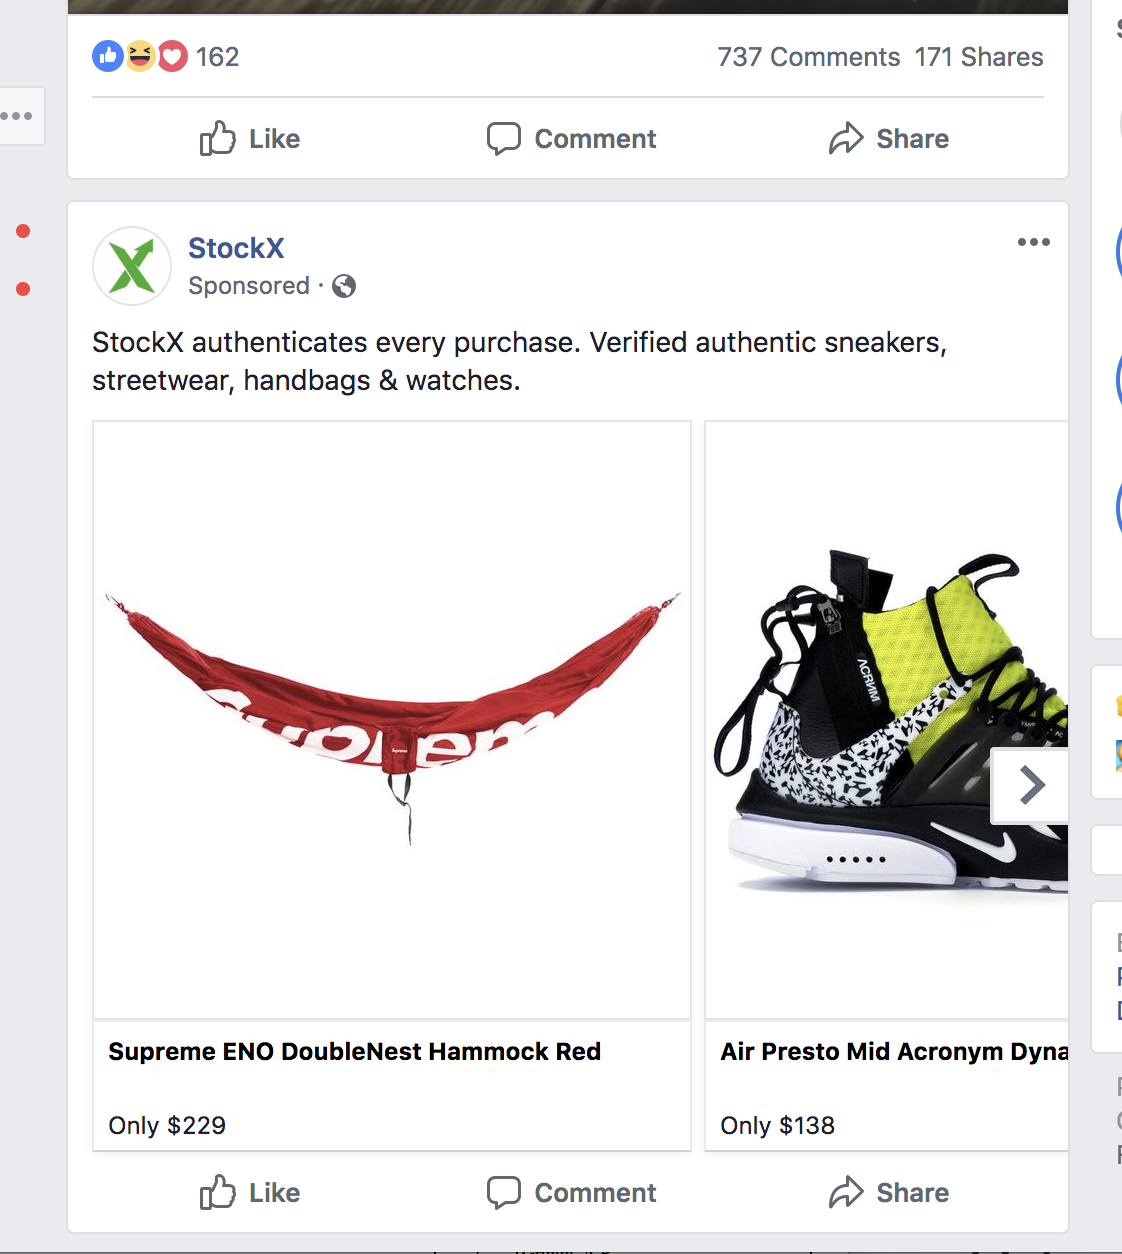 162
737 Comments 171 Shares
Like Comment Share
StockX
Sponsored ·
StockX authenticates every purchase. Verified authentic sneakers,
streetwear, handbags & watches.
ACRNM
Supreme
Supreme
Supreme ENO DoubleNest Hammock Red
Air Presto Mid Acronym Dyna
Only $229
Only $138
Like Comment Share